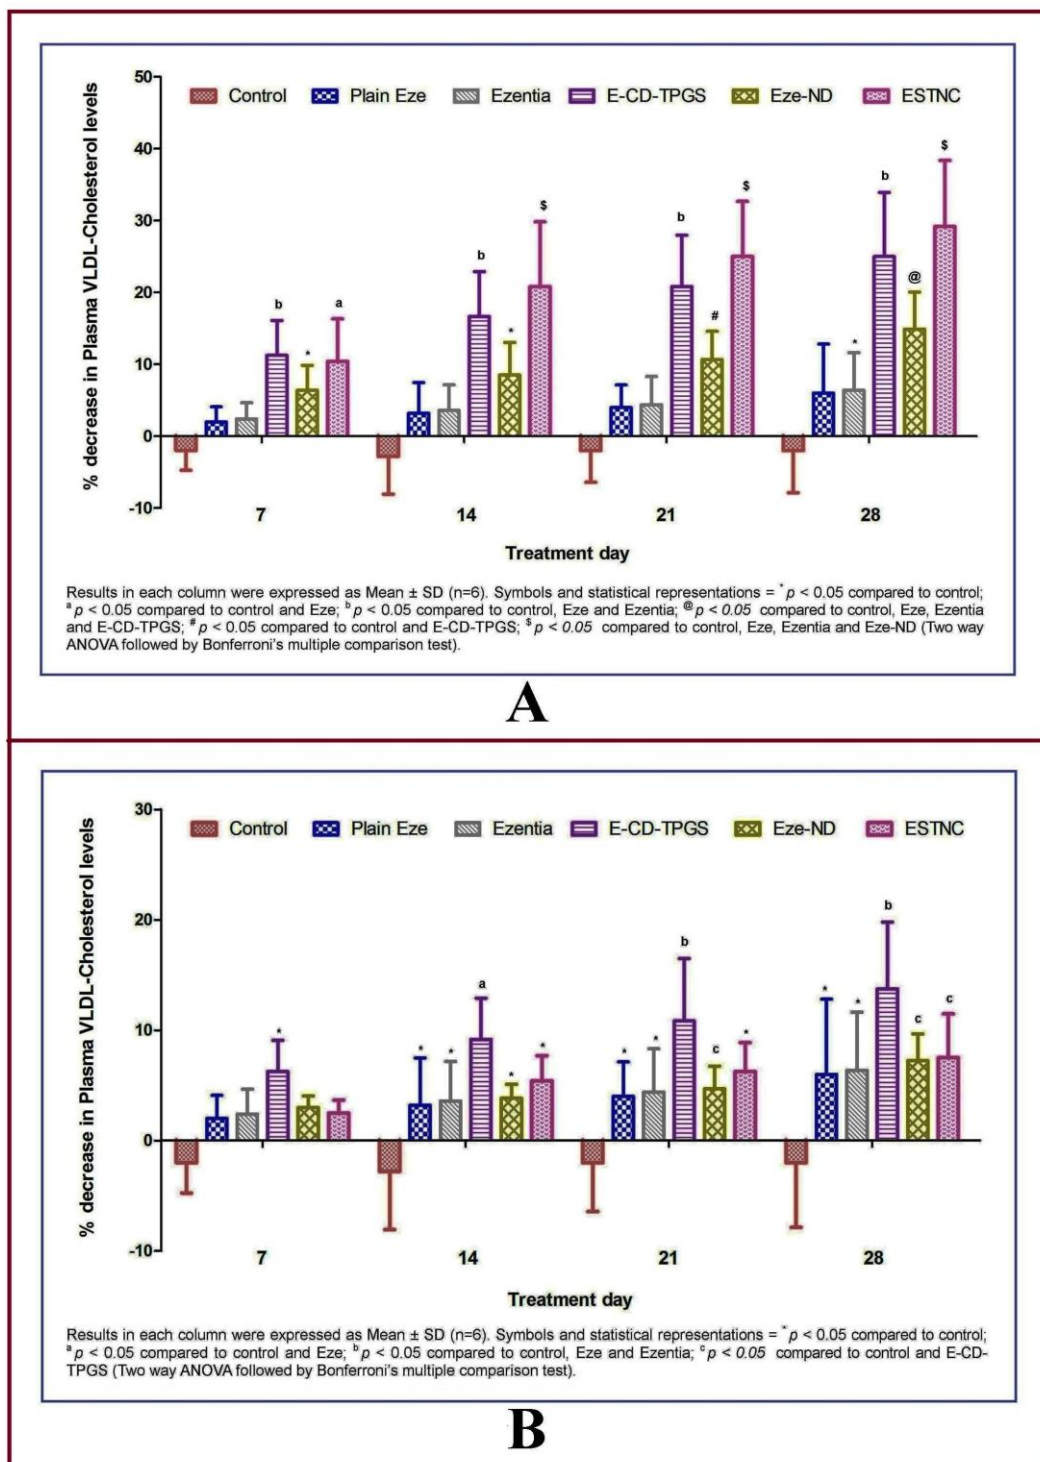 50
Control Plain Eze Ezentia E-CD-TPGS Eze-ND ESTNC
40
30
20
10
0
-10
% decrease in Plasma VLDL-Cholesterol levels
b * a
b * $
b # $
* b @ $
7 14 21 28
Treatment day
Results in each column were expressed as Mean ± SD (n=6). Symbols and statistical representations = * p < 0.05 compared to control;
a p < 0.05 compared to control and Eze; b p < 0.05 compared to control, Eze and Ezentia; @ p < 0.05 compared to control, Eze, Ezentia
and E-CD-TPGS; # p < 0.05 compared to control and E-CD-TPGS; $ p < 0.05 compared to control, Eze, Ezentia and Eze-ND (Two way
ANOVA followed by Bonferroni's multiple comparison test).
A
30
Control Plain Eze Ezentia E-CD-TPGS Eze-ND ESTNC
20
10
0
-10
% decrease in Plasma VLDL-Cholesterol levels
*
* * a * *
* * b c *
* * b c c
7 14 21 28
Treatment day
Results in each column were expressed as Mean ± SD (n=6). Symbols and statistical representations = * p < 0.05 compared to control;
a p < 0.05 compared to control and Eze; b p < 0.05 compared to control, Eze and Ezentia; c p < 0.05 compared to control and E-CD-
TPGS (Two way ANOVA followed by Bonferroni's multiple comparison test).
B